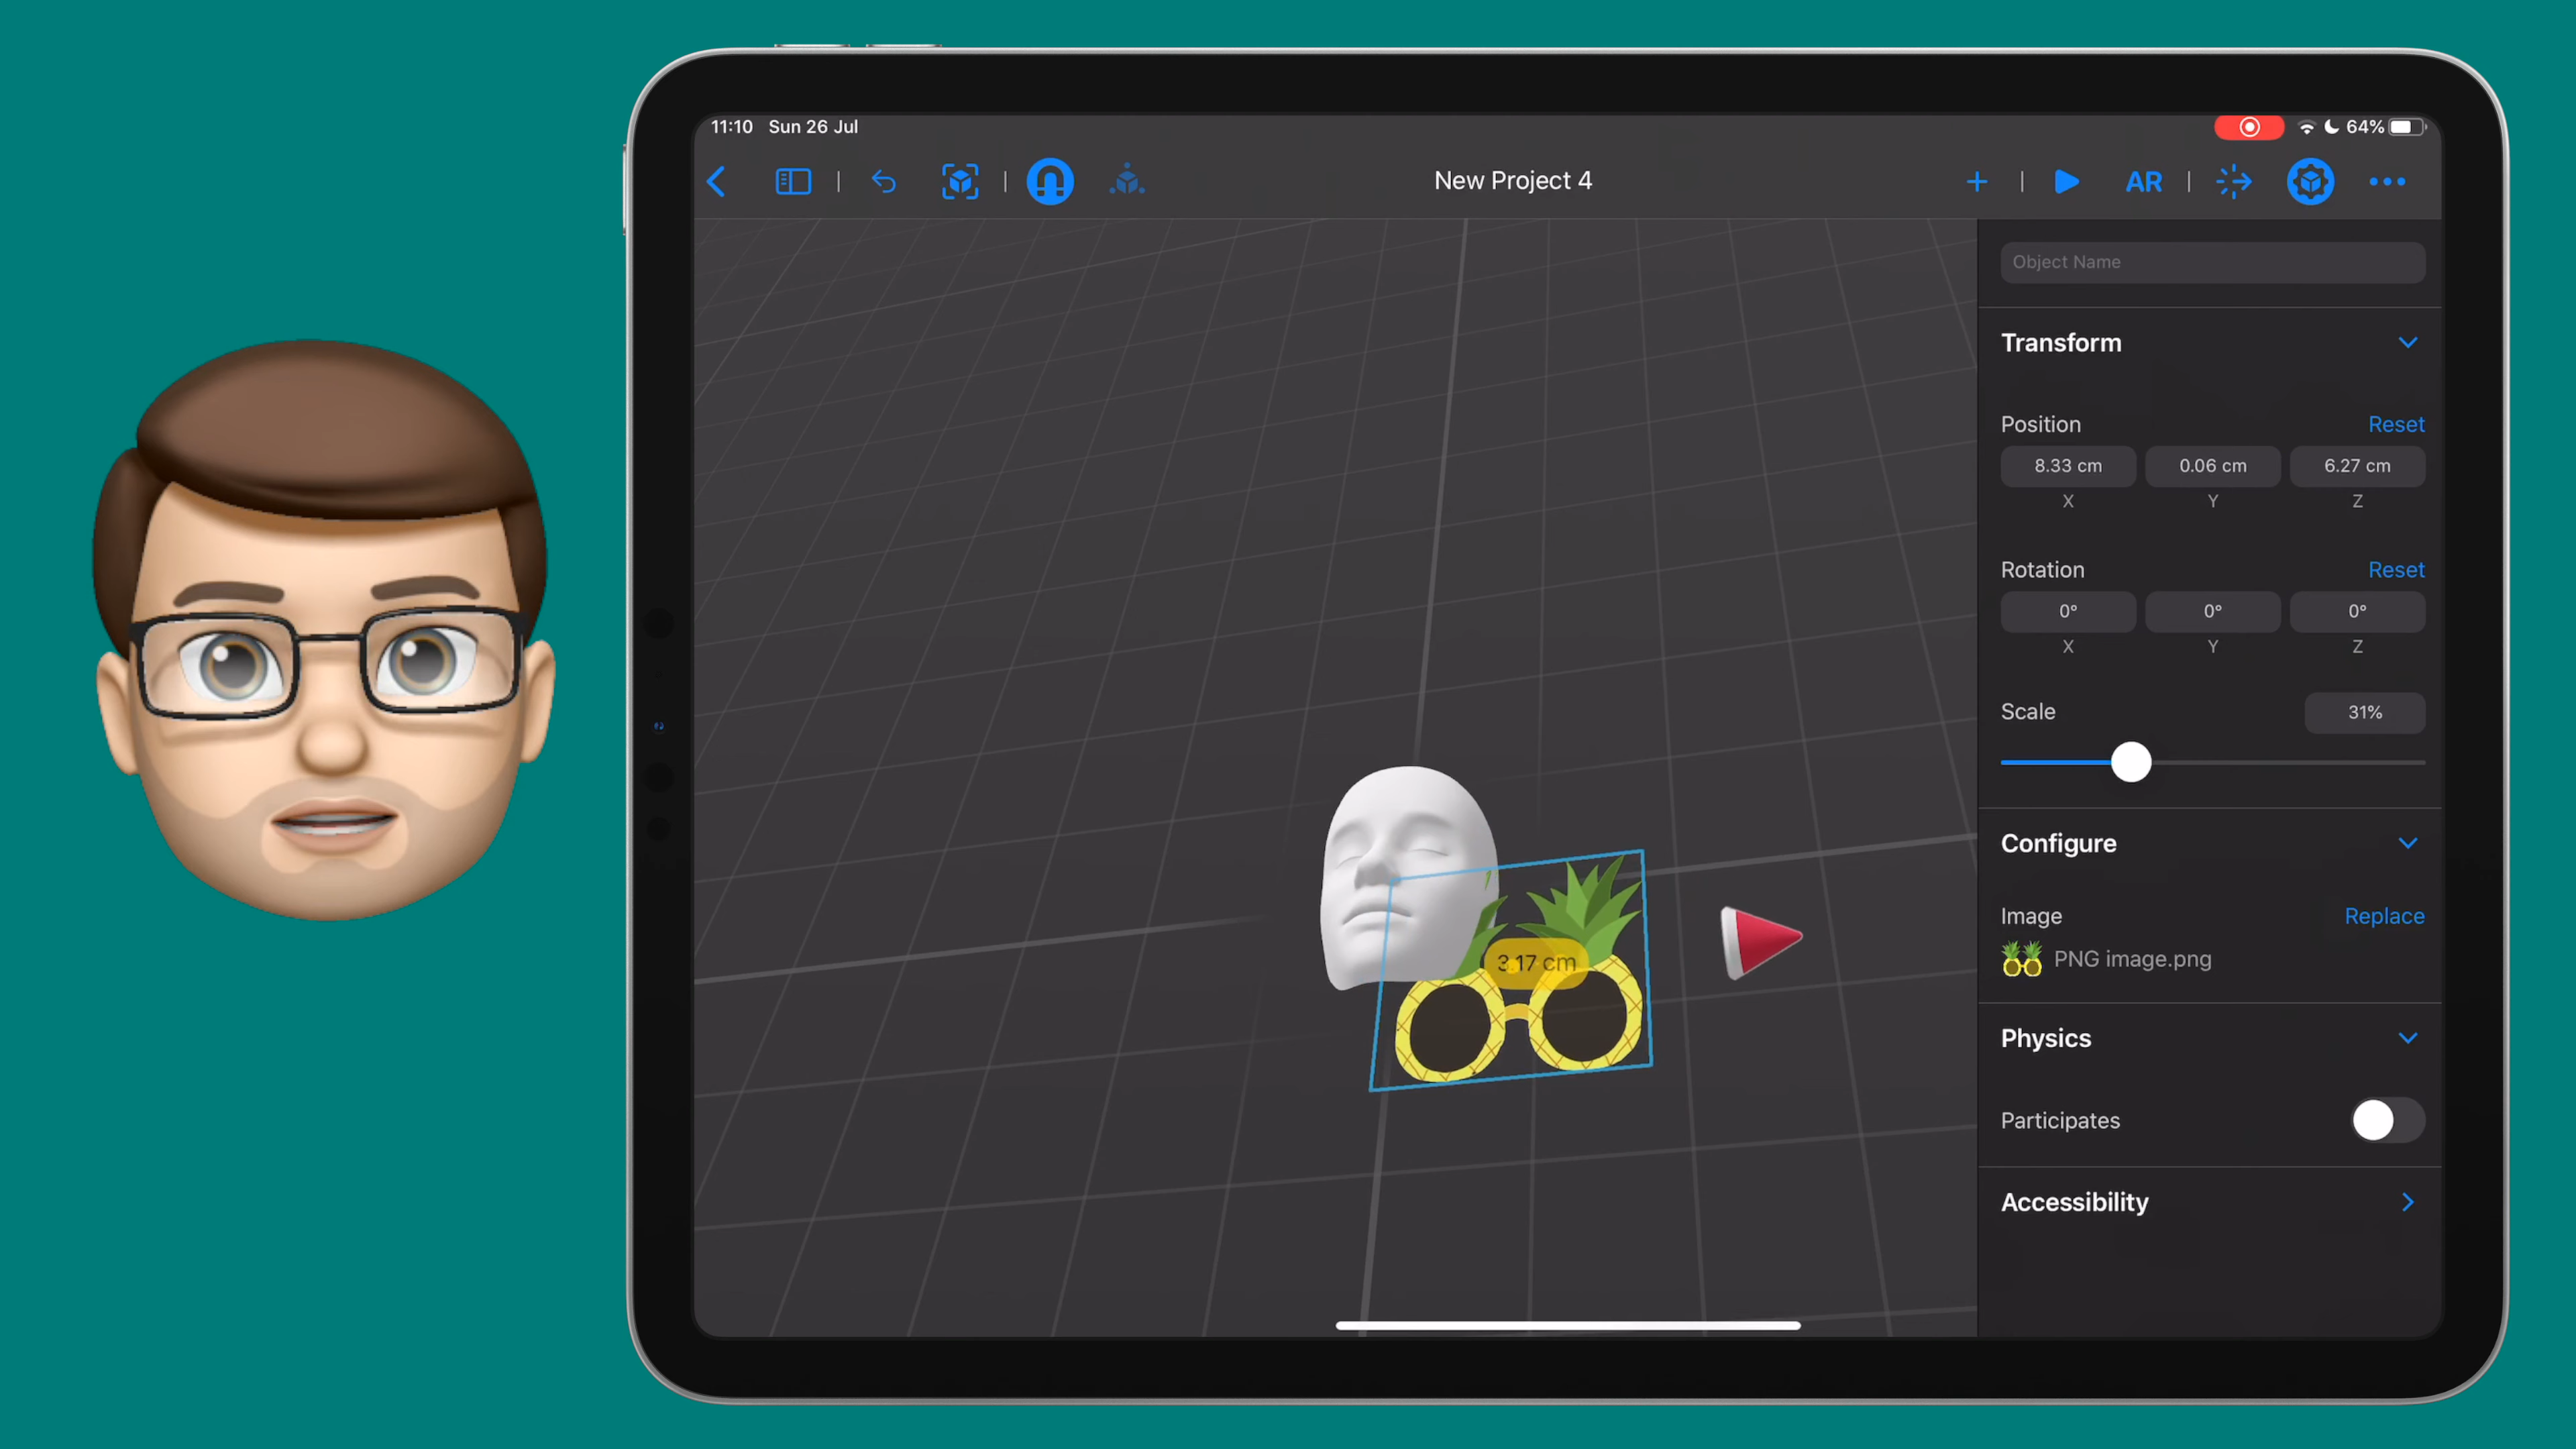 11:10 Sun 26 Jul
64%
New Project 4
AR
Object Name
Transform
Position Reset
8.33 cm 0.06 cm 6.27 cm
X Y Z
Rotation Reset
0° 0° 0°
X Y Z
Scale 31%
Configure
Image Replace
PNG image.png
Physics
Participates
Accessibility
3.17 cm